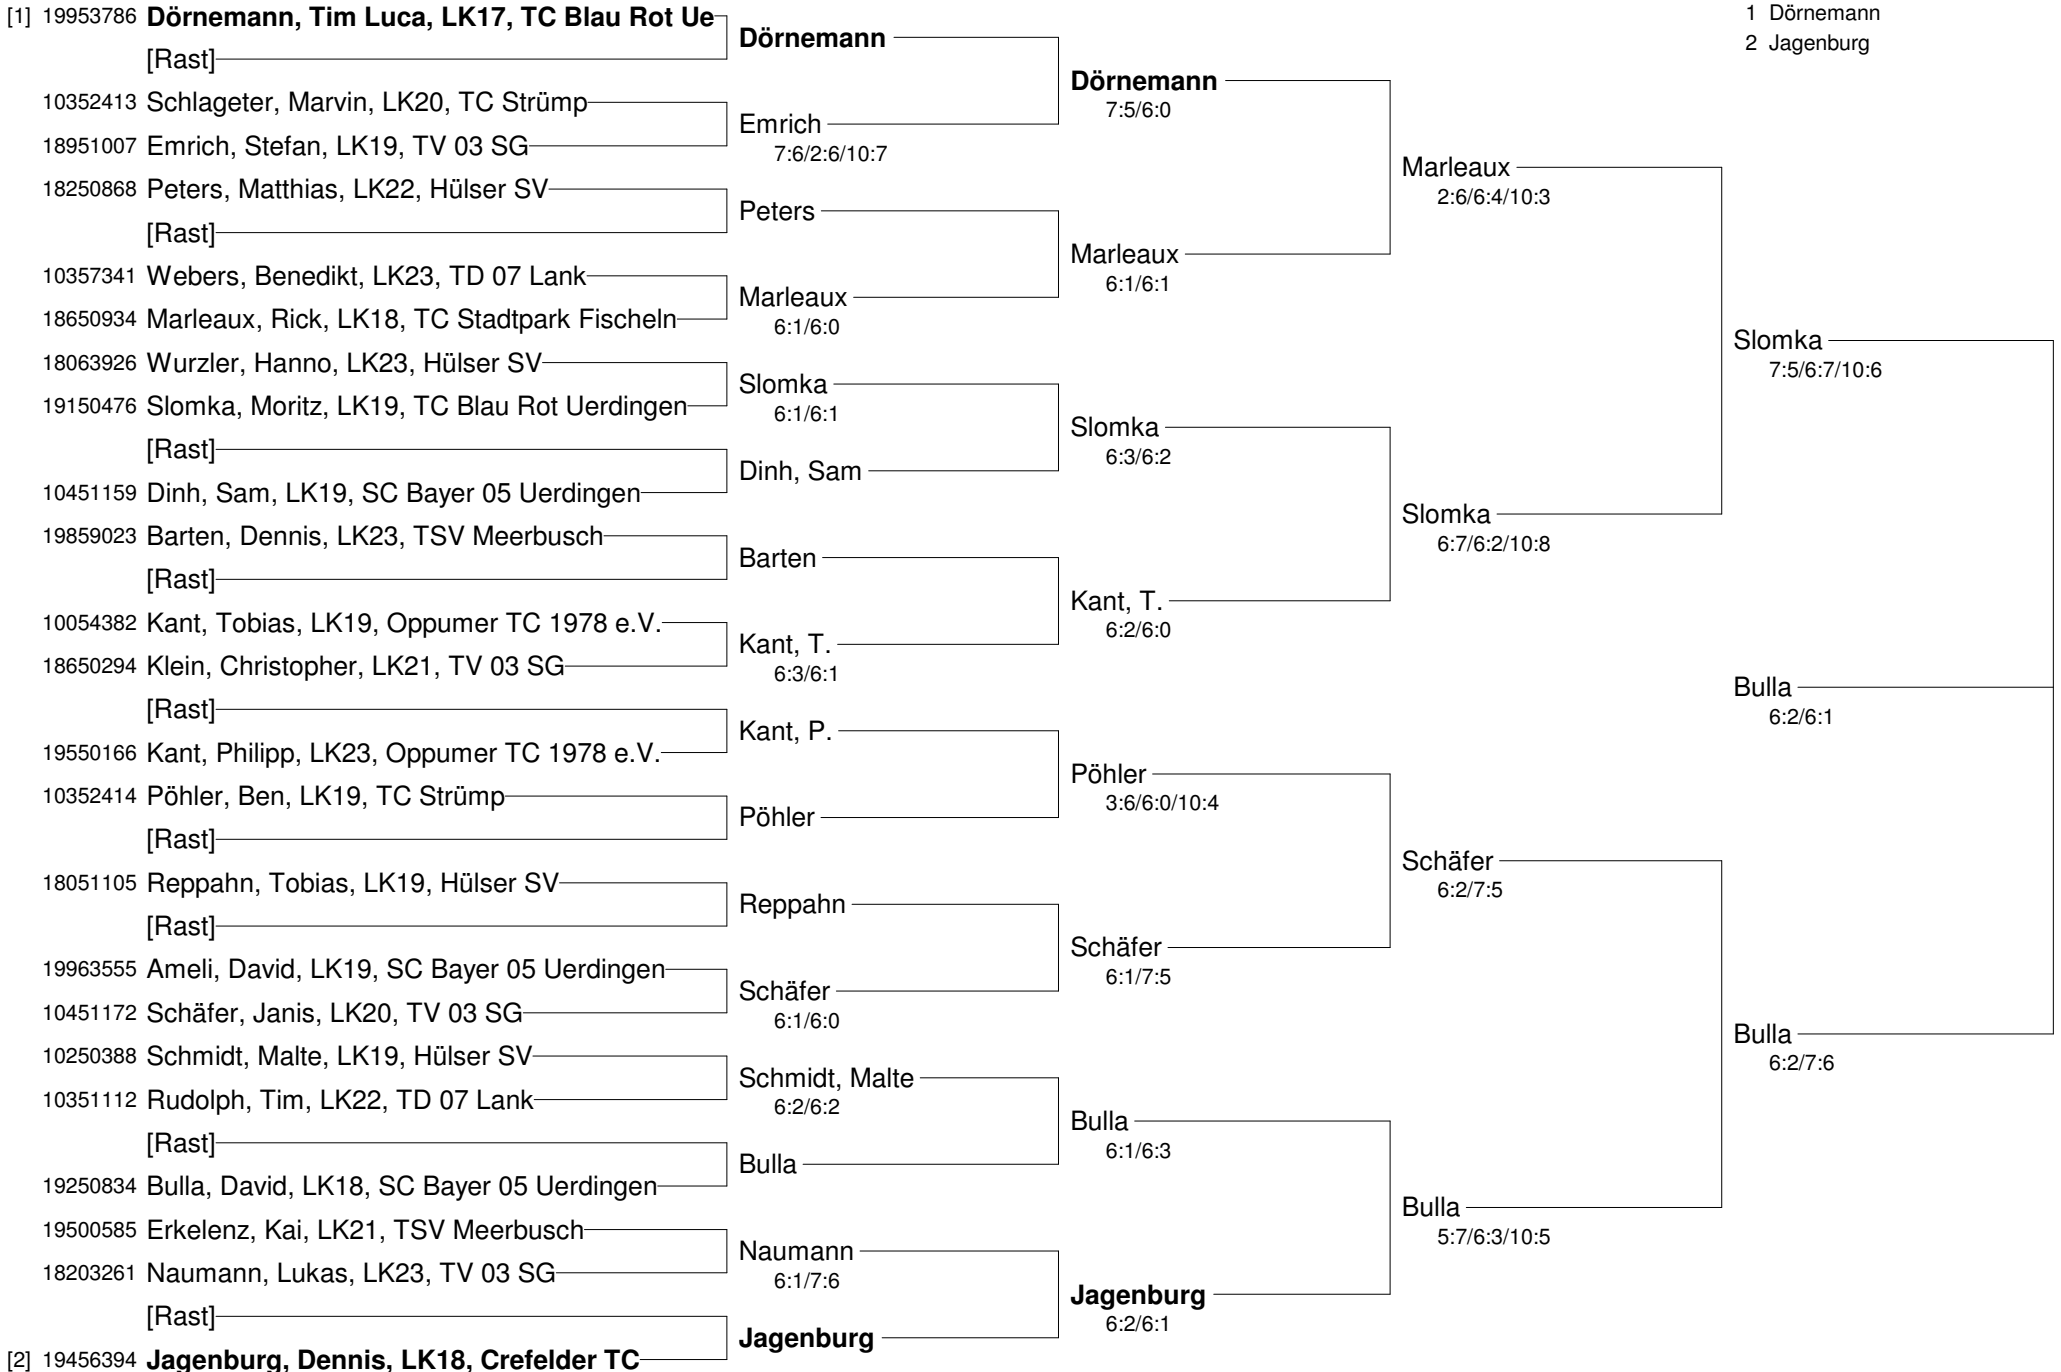 [1] 19953786 Dörnemann, Tim Luca, LK17, TC Blau Rot Ue
[Rast]
10352413 Schlageter, Marvin, LK20, TC Strümp
18951007 Emrich, Stefan, LK19, TV 03 SG
18250868 Peters, Matthias, LK22, Hülser SV
[Rast]
10357341 Webers, Benedikt, LK23, TD 07 Lank
18650934 Marleaux, Rick, LK18, TC Stadtpark Fischeln
18063926 Wurzler, Hanno, LK23, Hülser SV
19150476 Slomka, Moritz, LK19, TC Blau Rot Uerdingen
[Rast]
10451159 Dinh, Sam, LK19, SC Bayer 05 Uerdingen
19859023 Barten, Dennis, LK23, TSV Meerbusch
[Rast]
10054382 Kant, Tobias, LK19, Oppumer TC 1978 e.V.
18650294 Klein, Christopher, LK21, TV 03 SG
[Rast]
19550166 Kant, Philipp, LK23, Oppumer TC 1978 e.V.
10352414 Pöhler, Ben, LK19, TC Strümp
[Rast]
18051105 Reppahn, Tobias, LK19, Hülser SV
[Rast]
19963555 Ameli, David, LK19, SC Bayer 05 Uerdingen
10451172 Schäfer, Janis, LK20, TV 03 SG
10250388 Schmidt, Malte, LK19, Hülser SV
10351112 Rudolph, Tim, LK22, TD 07 Lank
[Rast]
19250834 Bulla, David, LK18, SC Bayer 05 Uerdingen
19500585 Erkelenz, Kai, LK21, TSV Meerbusch
18203261 Naumann, Lukas, LK23, TV 03 SG
[Rast]
[2] 19456394 Jagenburg, Dennis, LK18, Crefelder TC
Dörnemann
Emrich
7:6/2:6/10:7
Peters
Marleaux
6:1/6:0
Slomka
6:1/6:1
Dinh, Sam
Barten
Kant, T.
6:3/6:1
Kant, P.
Pöhler
Reppahn
Schäfer
6:1/6:0
Schmidt, Malte
6:2/6:2
Bulla
Naumann
6:1/7:6
Jagenburg
Dörnemann
7:5/6:0
Marleaux
6:1/6:1
Slomka
6:3/6:2
Kant, T.
6:2/6:0
Pöhler
3:6/6:0/10:4
Schäfer
6:1/7:5
Bulla
6:1/6:3
Jagenburg
6:2/6:1
Marleaux
2:6/6:4/10:3
Slomka
6:7/6:2/10:8
Schäfer
6:2/7:5
Bulla
5:7/6:3/10:5
1 Dörnemann
2 Jagenburg
Slomka
7:5/6:7/10:6
Bulla
6:2/6:1
Bulla
6:2/7:6